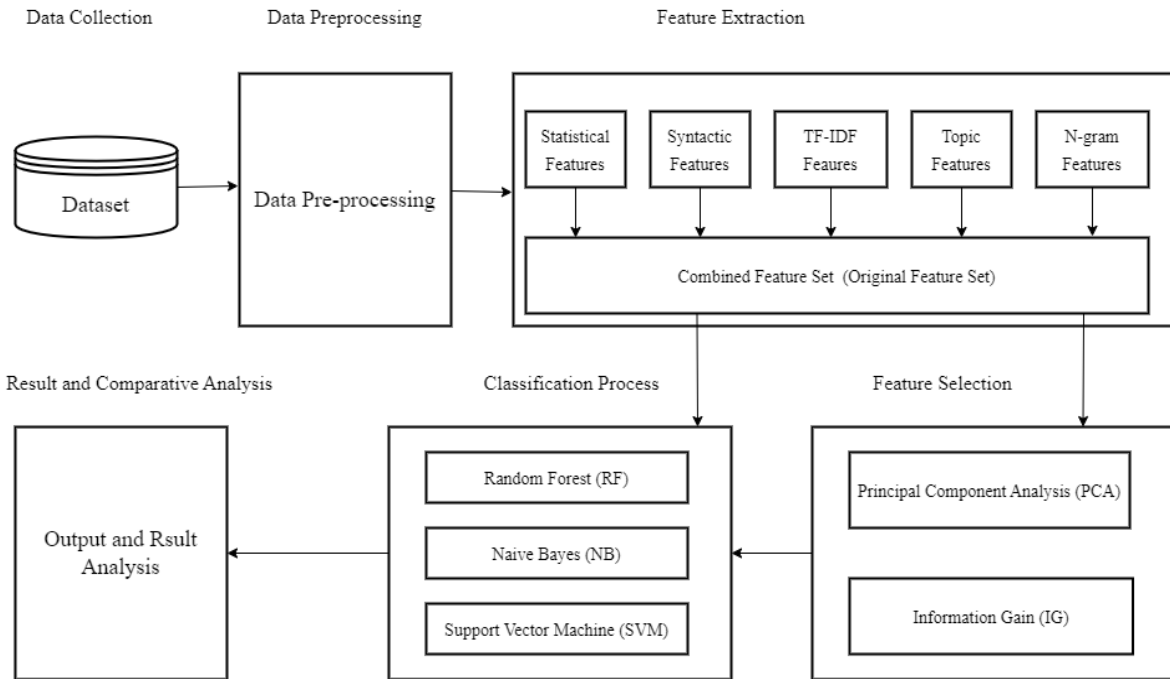 Data Collection
Data Preprocessing
Feature Extraction
Dataset
Data Pre-processing
Statistical
Features
Syntactic
Features
TF-IDF
Feaures
Topic
Features
N-gram
Features
Combined Feature Set  (Original Feature Set)
Result and Comparative Analysis
Classification Process
Feature Selection
Output and Rsult
Analysis
Random Forest (RF)
Naive Bayes (NB)
Support Vector Machine (SVM)
Principal Component Analysis (PCA)
Information Gain (IG)